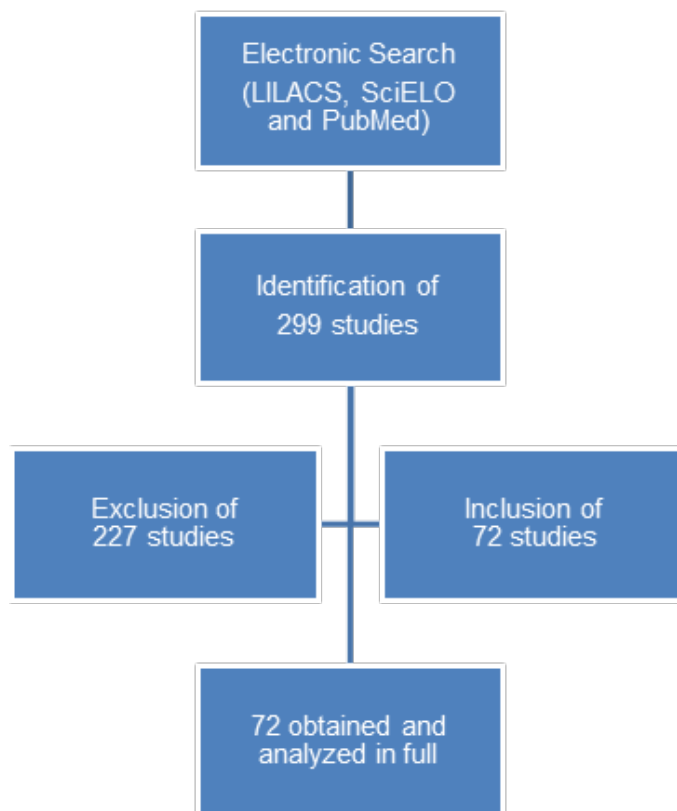 Electronic Search
(LILACS, SciELO
and PubMed)
Identification of
299 studies
Exclusion of
227 studies
Inclusion of
72 studies
72 obtained and
analyzed in full